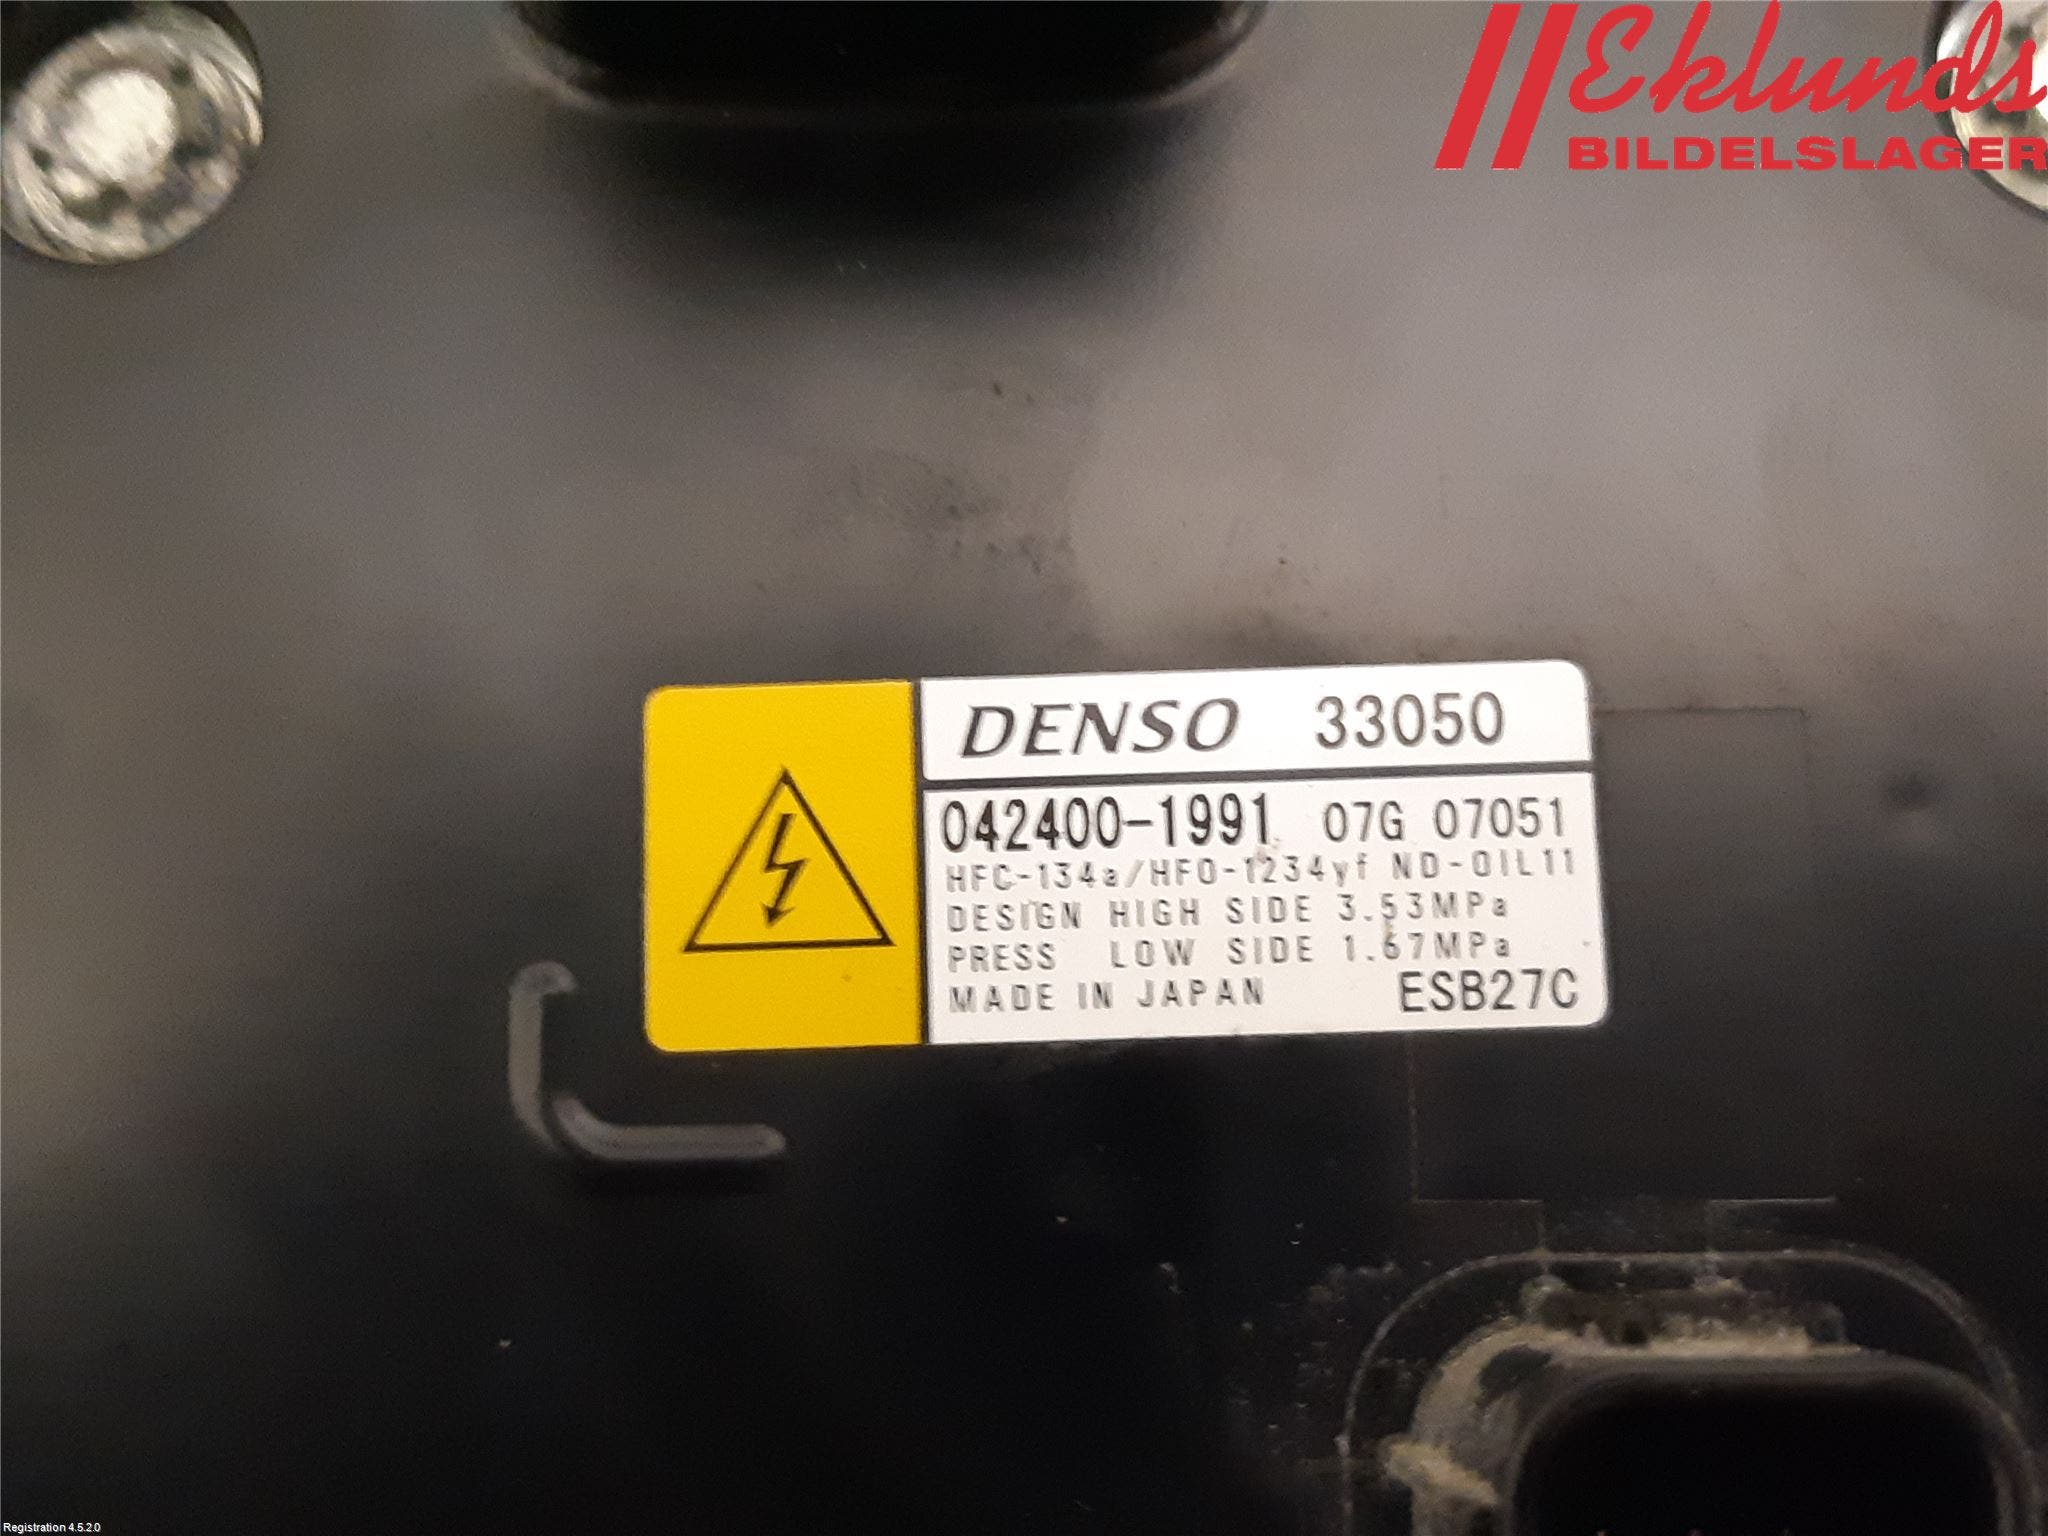 Eklunds
BILDELSLAGER
DENSO 33050
042400-1991 07G 07051
HFC-134a/HFO-1234yf ND-OIL11
DESIGN HIGH SIDE 3.53MPa
PRESS LOW SIDE 1.67MPa
MADE IN JAPAN ESB27C
Registration 4.5.2.0